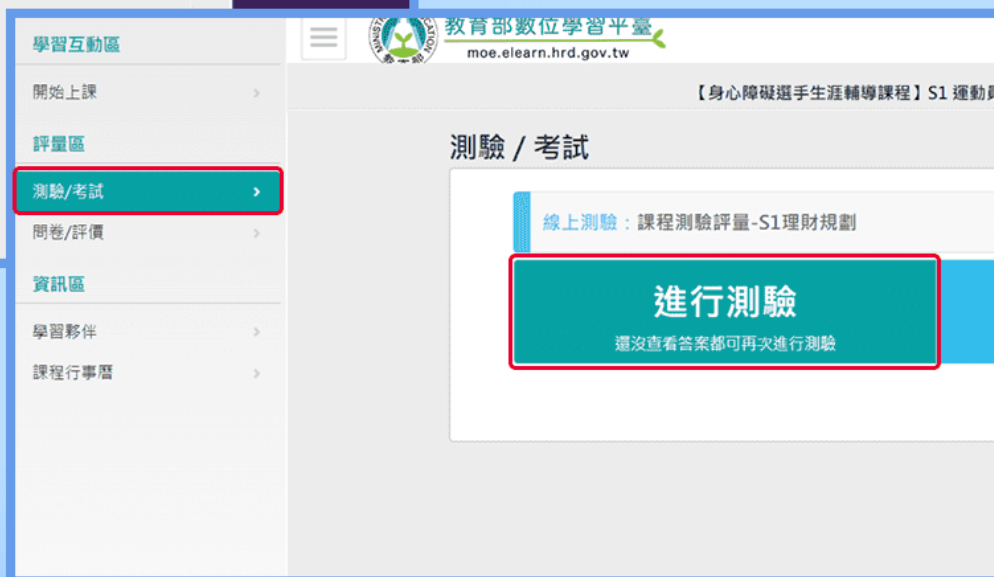 學習互動區
開始上課
評量區
測驗/考試
問卷/評價
資訊區
學習夥伴
課程行事曆
教育部數位學習平臺
moe.elearn.hrd.gov.tw
【身心障礙選手生涯輔導課程】S1 運動員
測驗 / 考試
線上測驗：課程測驗評量-S1理財規劃
進行測驗
還沒查看答案都可再次進行測驗